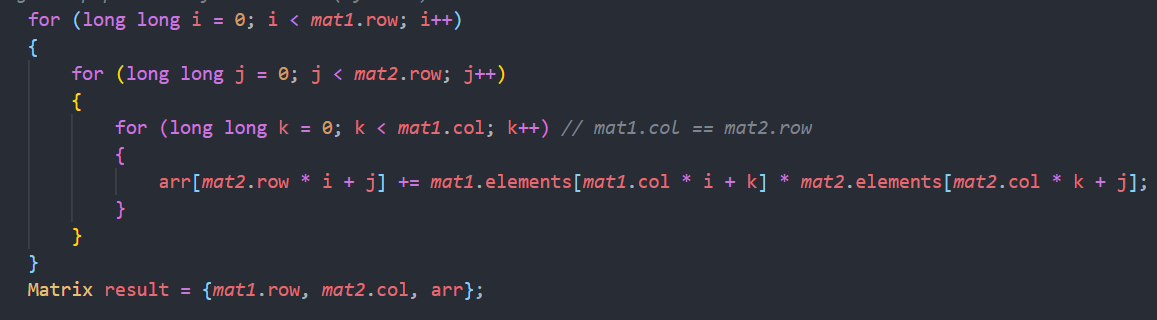 for (long long i = 0; i < mat1.row; i++)
{
for (long long j = 0; j < mat2.row; j++)
{
for (long long k = 0; k < mat1.col; k++) // mat1.col == mat2.row
{
arr[mat2.row * i + j] += mat1.elements[mat1.col * i + k] * mat2.elements[mat2.col * k + j];
}
}
}
Matrix result = {mat1.row, mat2.col, arr};